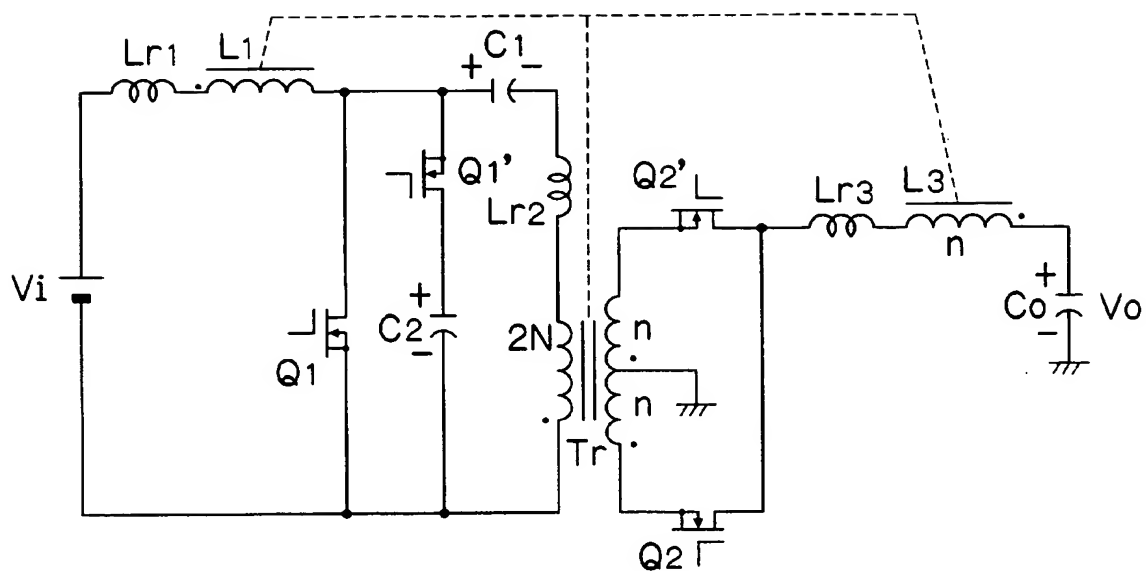 Lr1 L1 C1
+ -
Q1'
Lr2
Q2'
Lr3 L3
n
Vi
Q1
C2
+
-
2N
n
n
Tr
Co
+
-
Vo
Q2